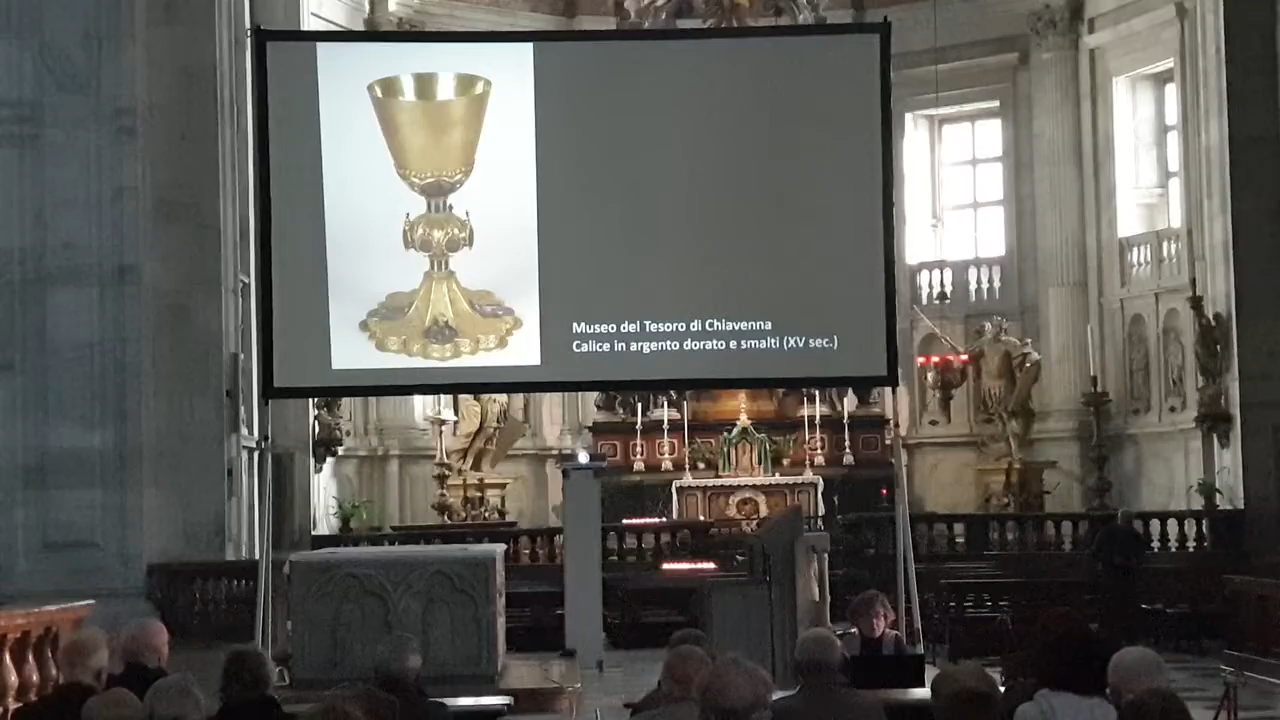 Museo del Tesoro di Chiavenna
Calice in argento dorato e smalti (XV sec.)